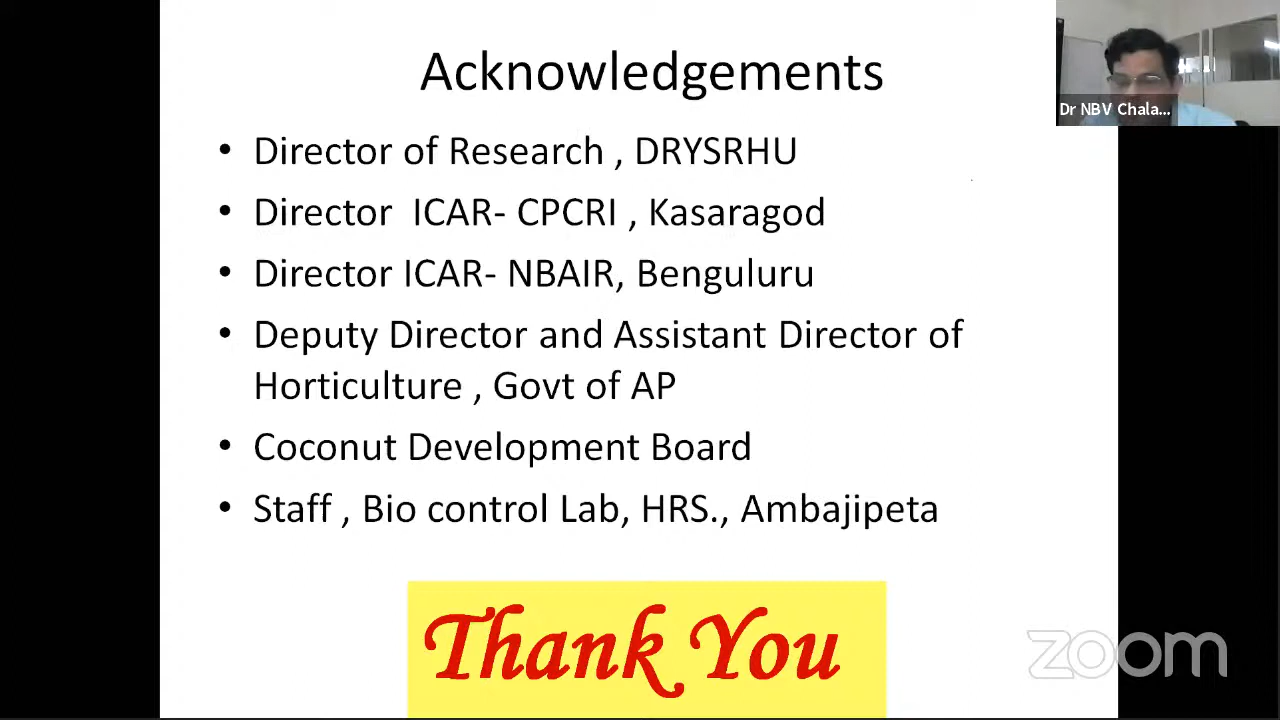 Acknowledgements
Dr NBV Chala...
• Director of Research , DRYSRHU
• Director ICAR- CPCRI , Kasaragod
• Director ICAR- NBAIR, Benguluru
• Deputy Director and Assistant Director of
Horticulture , Govt of AP
• Coconut Development Board
• Staff , Bio control Lab, HRS., Ambajipeta
Thank You
zoom